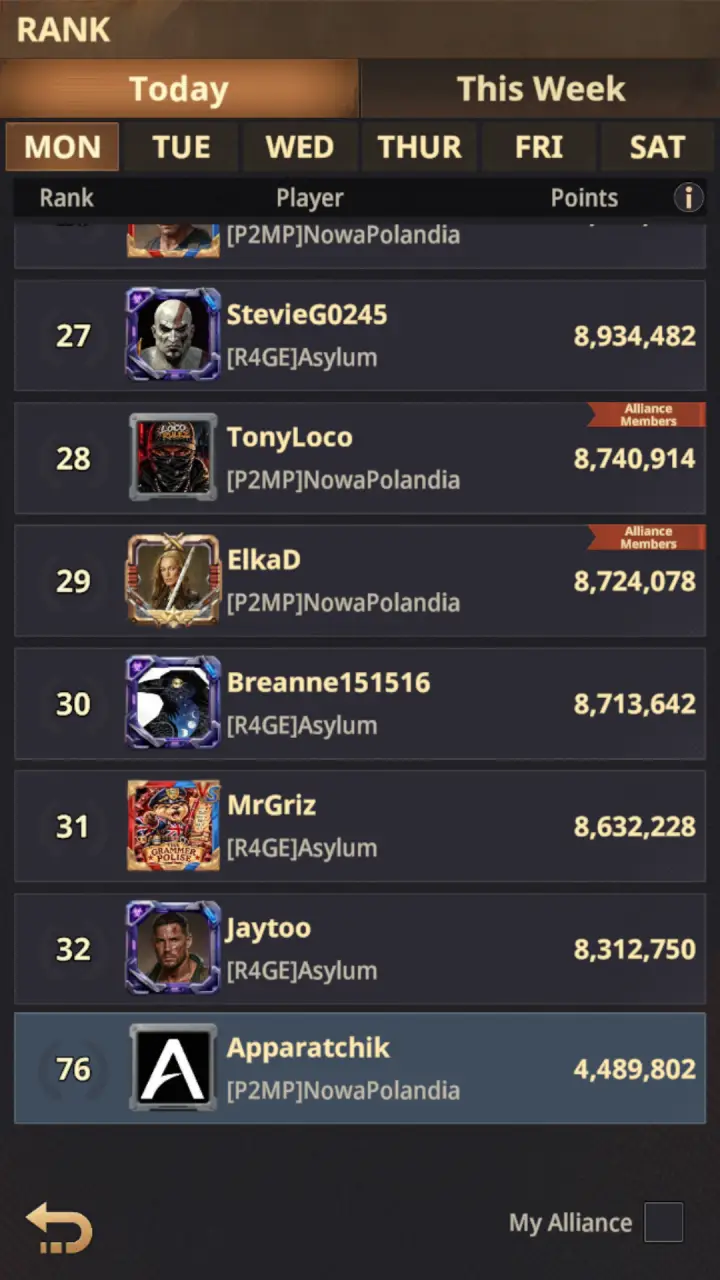 RANK
Today
This Week
MON
TUE
WED
THUR
FRI
SAT
Rank
Player
Points
i
[P2MP]NowaPolandia
27
StevieG0245
[R4GE]Asylum
8,934,482
Alliance
Members
28
TonyLoco
[P2MP]NowaPolandia
8,740,914
Alliance
Members
29
ElkaD
[P2MP]NowaPolandia
8,724,078
30
Breanne151516
[R4GE]Asylum
8,713,642
VS
GRAMMER
POLISE
31
MrGriz
[R4GE]Asylum
8,632,228
32
Jaytoo
[R4GE]Asylum
8,312,750
76
A
Apparatchik
[P2MP]NowaPolandia
4,489,802
My Alliance